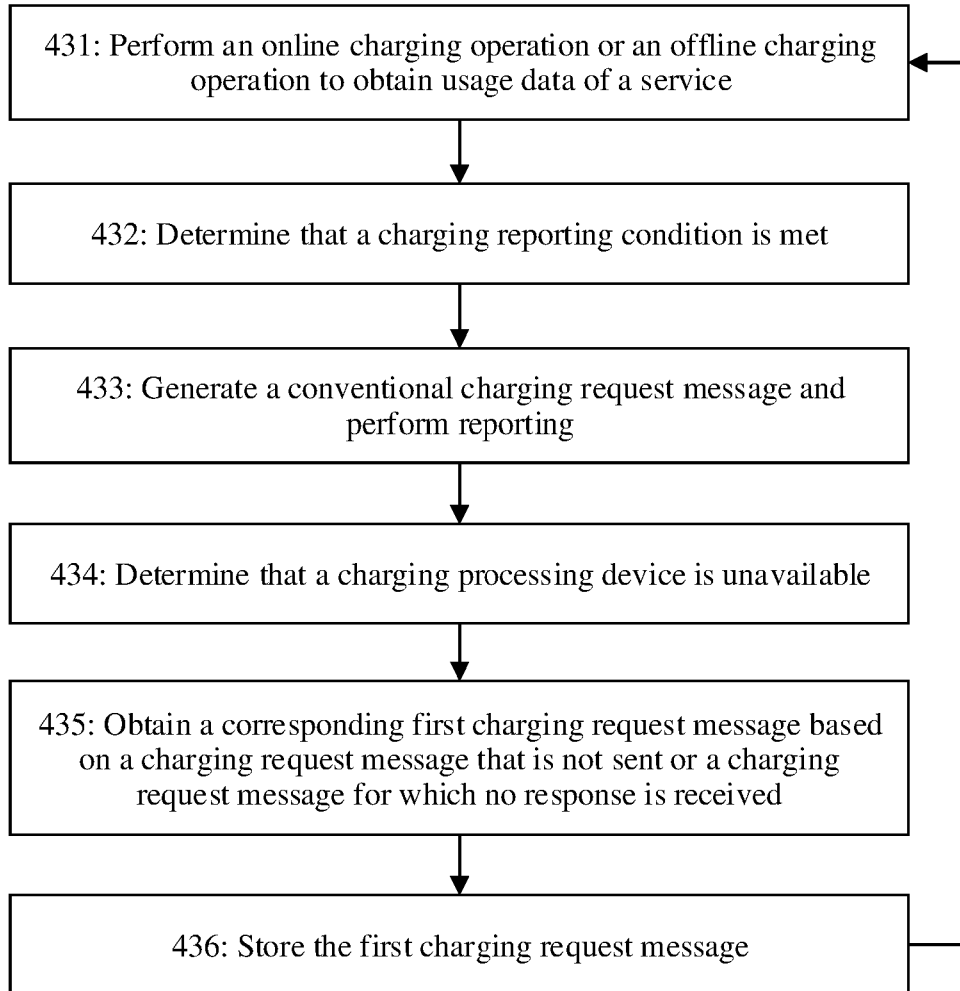 431: Perform an online charging operation or an offline charging
operation to obtain usage data of a service
432: Determine that a charging reporting condition is met
433: Generate a conventional charging request message and
perform reporting
434: Determine that a charging processing device is unavailable
435: Obtain a corresponding first charging request message based
on a charging request message that is not sent or a charging
request message for which no response is received
436: Store the first charging request message